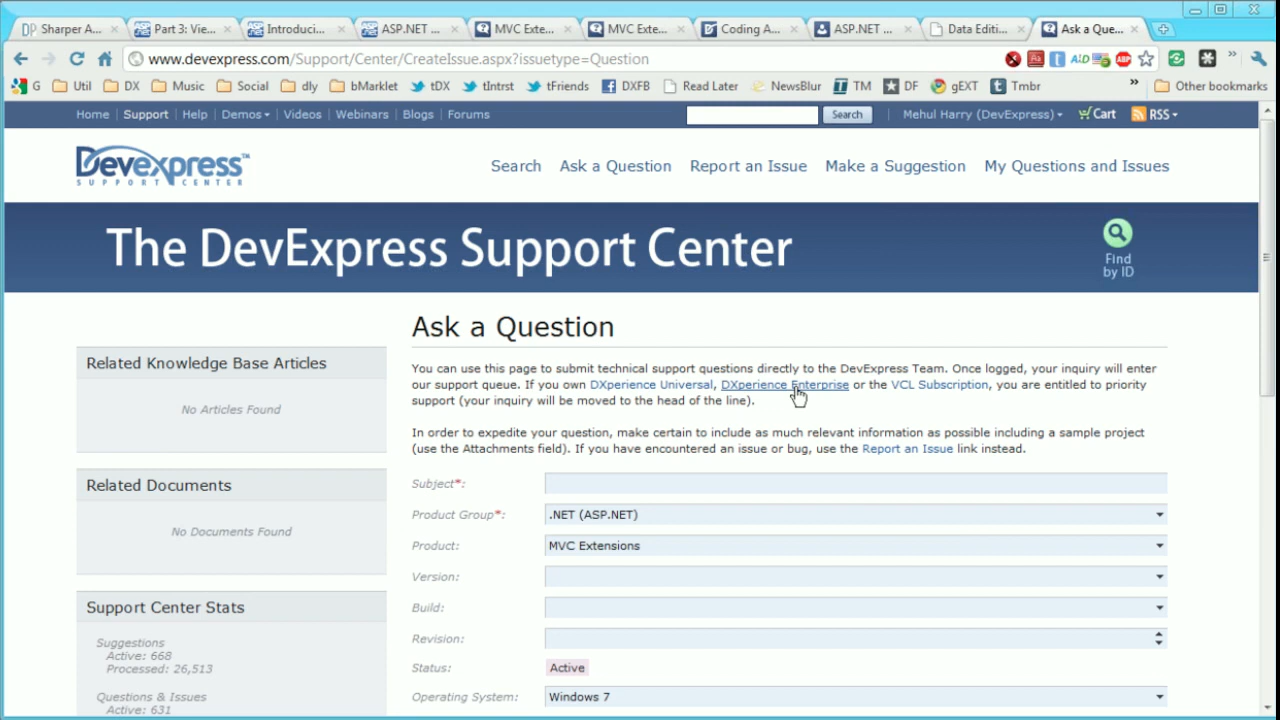 Sharper A...
Part 3: Vie...
Introduci...
ASP.NET ...
MVC Exte...
MVC Exte...
Coding A...
ASP.NET ...
Data Editi...
Ask a Que...
www.devexpress.com/Support/Center/CreateIssue.aspx?issuetype=Question
G Util DX Music Social dly bMarklet tDX tIntrst tFriends DXFB Read Later NewsBlur TM DF gEXT Tmbr » Other bookmarks
Home Support Help Demos Videos Webinars Blogs Forums Search Mehul Harry (DevExpress) Cart RSS
DevExpress™
SUPPORT CENTER
Search Ask a Question Report an Issue Make a Suggestion My Questions and Issues
The DevExpress Support Center
Find
by ID
Related Knowledge Base Articles
No Articles Found
Related Documents
No Documents Found
Support Center Stats
Suggestions
Active: 668
Processed: 26,513
Questions & Issues
Active: 631
Ask a Question
You can use this page to submit technical support questions directly to the DevExpress Team. Once logged, your inquiry will enter
our support queue. If you own DXperience Universal, DXperience Enterprise or the VCL Subscription, you are entitled to priority
support (your inquiry will be moved to the head of the line).
In order to expedite your question, make certain to include as much relevant information as possible including a sample project
(use the Attachments field). If you have encountered an issue or bug, use the Report an Issue link instead.
Subject*:
Product Group*: .NET (ASP.NET)
Product: MVC Extensions
Version:
Build:
Revision:
Status: Active
Operating System: Windows 7